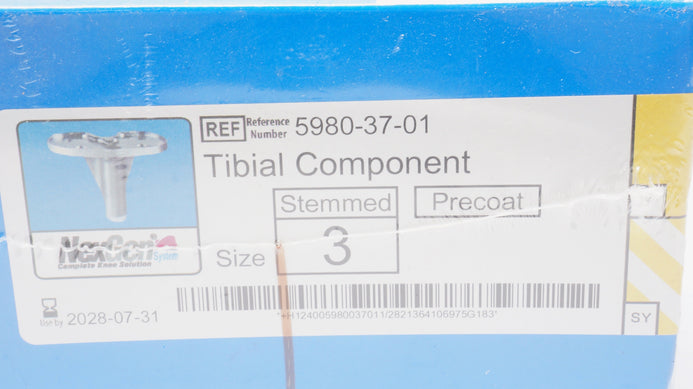 REF Reference Number 5980-37-01
Tibial Component
Stemmed Precoat
Size 3
NexGen System
Complete Knee Solution
Use by 2028-07-31
*+H124005980037011/2821364106975G183*
SY